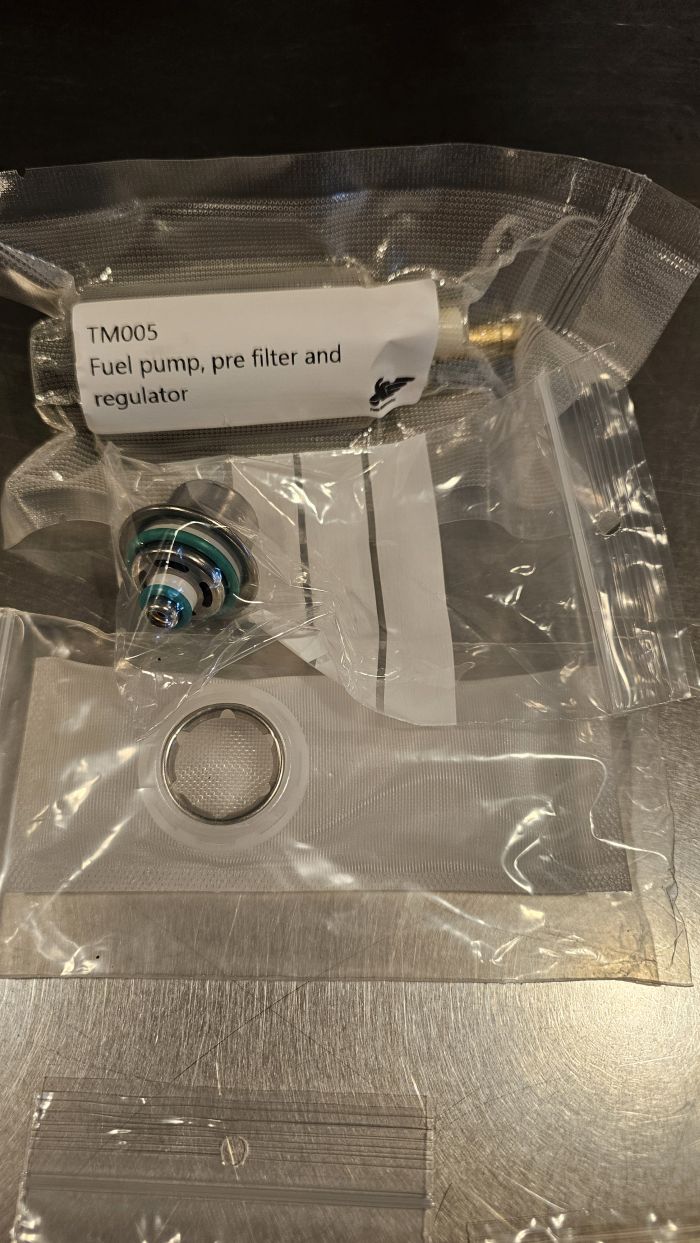 TM005
Fuel pump, pre filter and
regulator